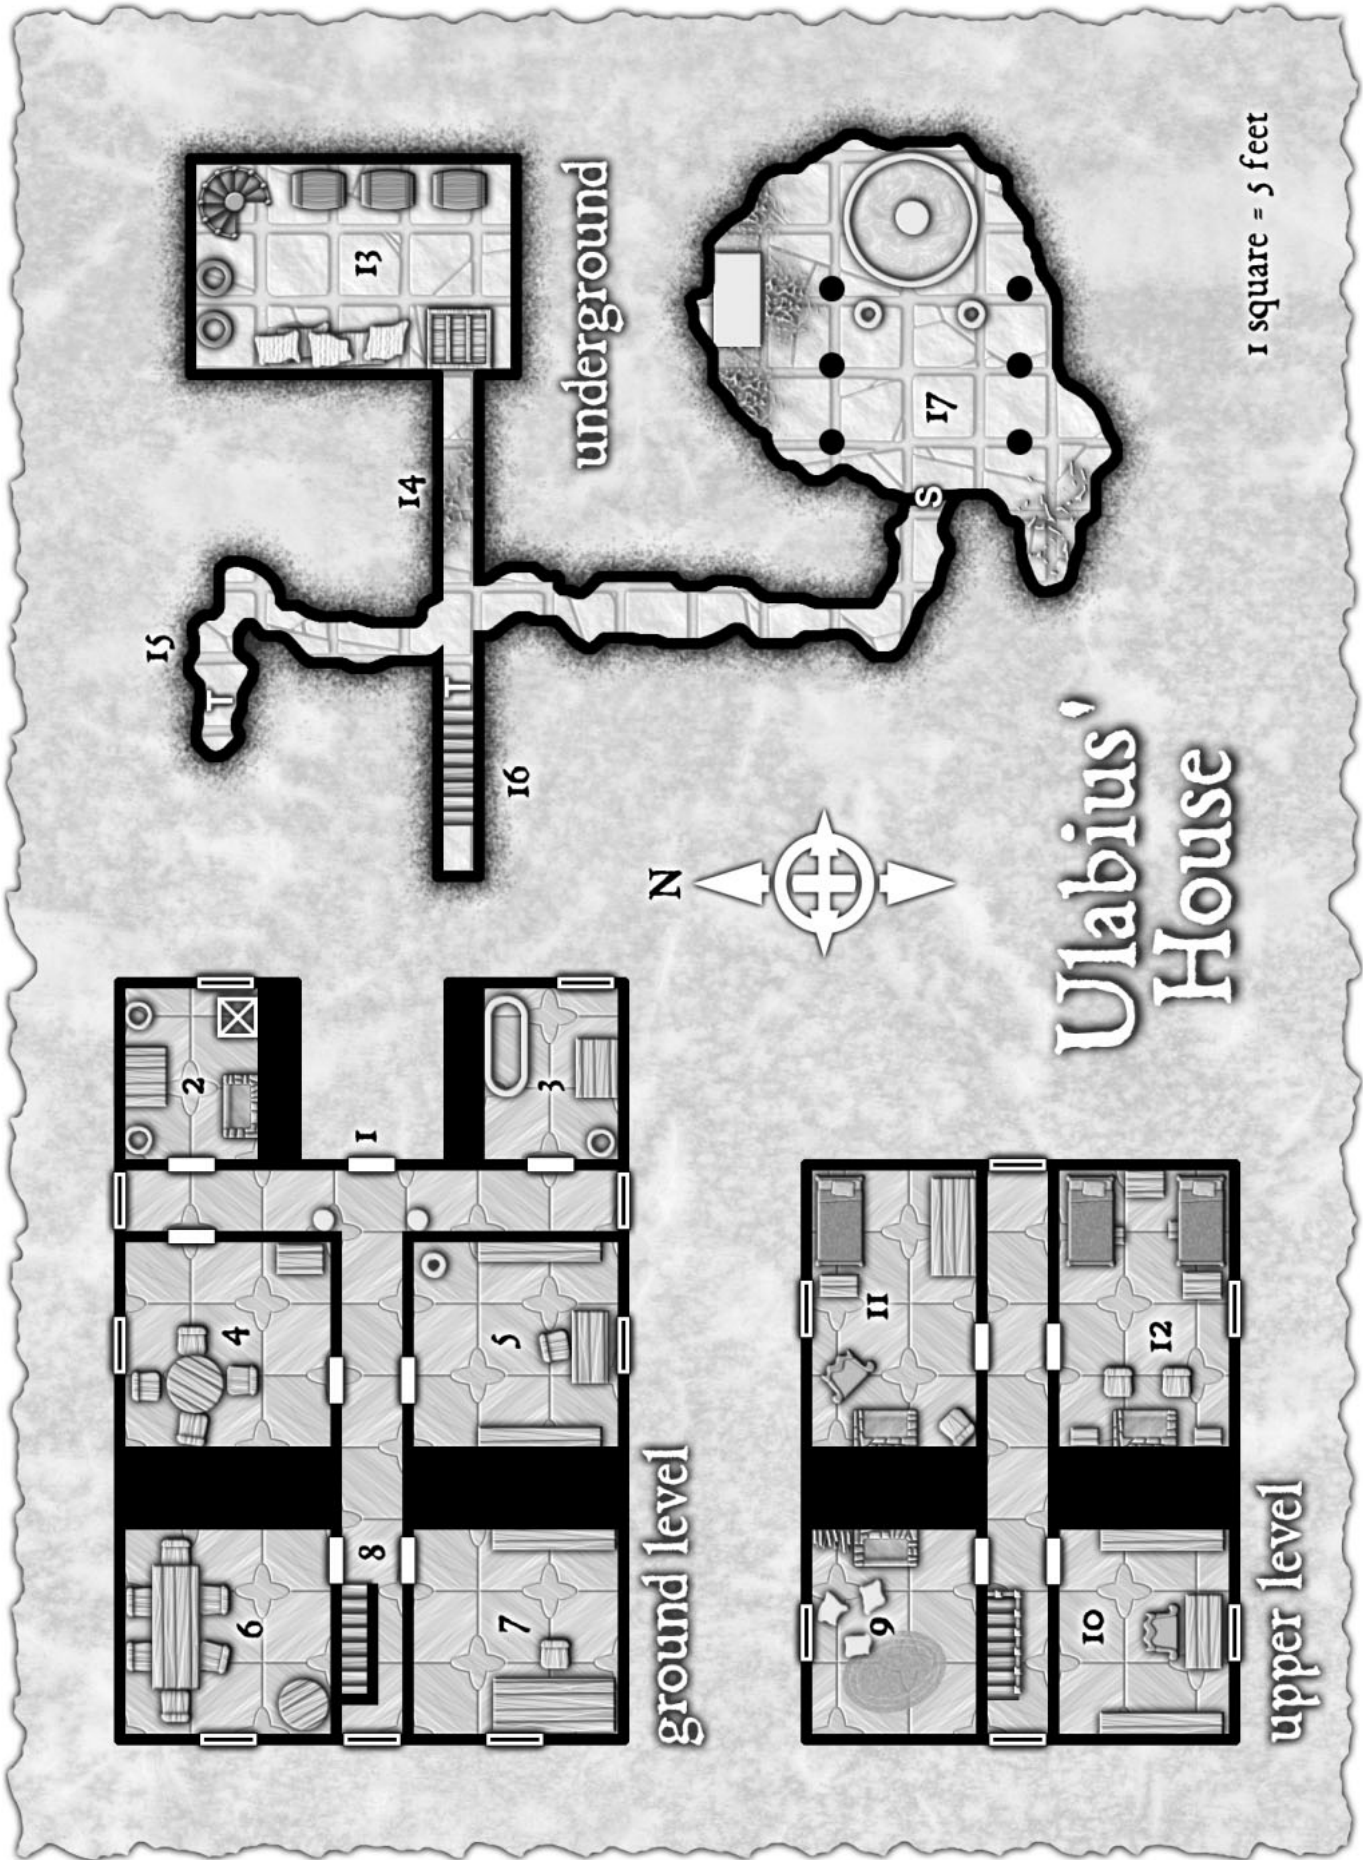 6
4
2
8
1
7
5
3
ground level
9
11
10
12
upper level
15
14
13
16
underground
N
17
Ulabius'
House
1 square = 5 feet
T
T
S